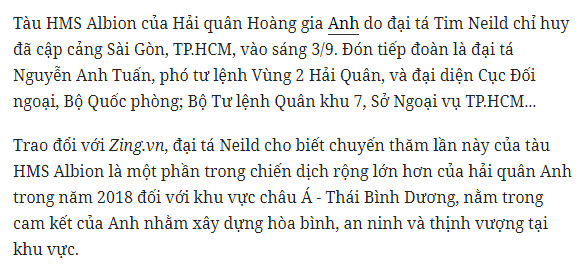 Tàu HMS Albion của Hải quân Hoàng gia Anh do đại tá Tim Neild chỉ huy
đã cập cảng Sài Gòn, TP.HCM, vào sáng 3/9. Đón tiếp đoàn là đại tá
Nguyễn Anh Tuấn, phó tư lệnh Vùng 2 Hải Quân, và đại diện Cục Đối
ngoại, Bộ Quốc phòng; Bộ Tư lệnh Quân khu 7, Sở Ngoại vụ TP.HCM...
Trao đổi với Zing.vn, đại tá Neild cho biết chuyến thăm lần này của tàu
HMS Albion là một phần trong chiến dịch rộng lớn hơn của hải quân Anh
trong năm 2018 đối với khu vực châu Á - Thái Bình Dương, nằm trong
cam kết của Anh nhằm xây dựng hòa bình, an ninh và thịnh vượng tại
khu vực.